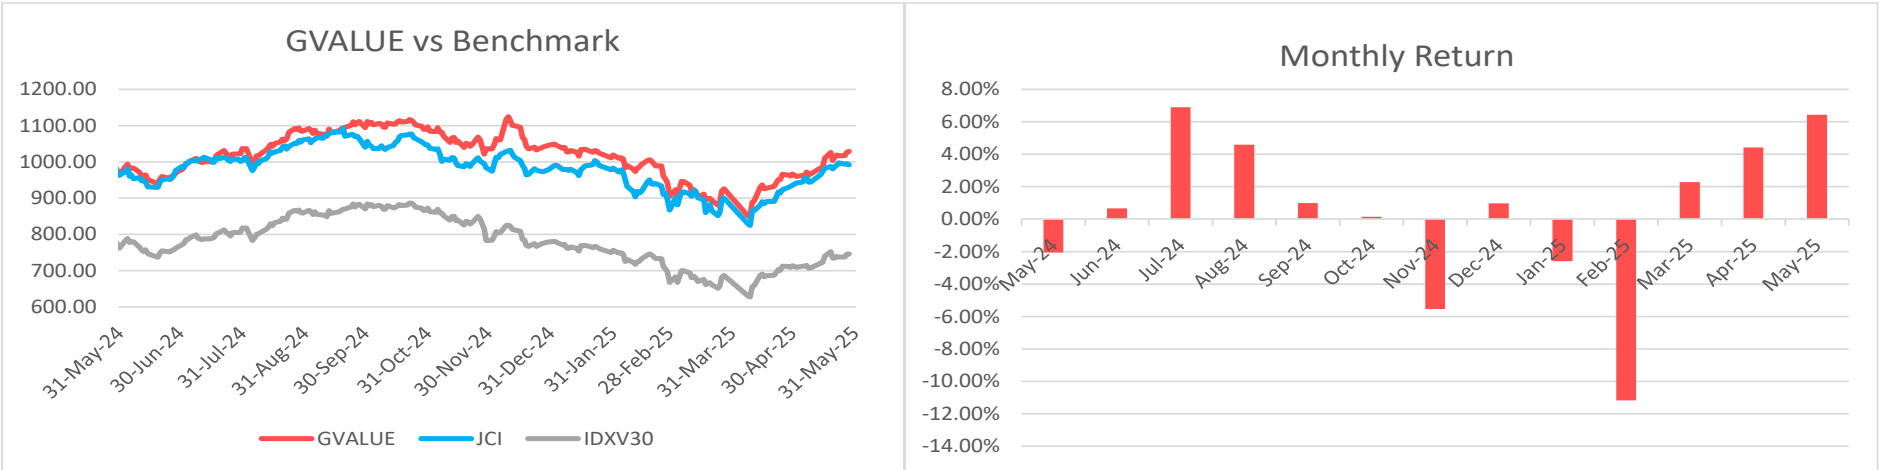 GVALUE vs Benchmark
1200.00
1100.00
1000.00
900.00
800.00
700.00
600.00
31-May-24
30-Jun-24
31-Jul-24
31-Aug-24
30-Sep-24
31-Oct-24
30-Nov-24
31-Dec-24
31-Jan-25
28-Feb-25
31-Mar-25
30-Apr-25
31-May-25
GVALUE JCI IDXV30
Monthly Return
8.00%
6.00%
4.00%
2.00%
0.00%
-2.00%
-4.00%
-6.00%
-8.00%
-10.00%
-12.00%
-14.00%
May-24
Jun-24
Jul-24
Aug-24
Sep-24
Oct-24
Nov-24
Dec-24
Jan-25
Feb-25
Mar-25
Apr-25
May-25